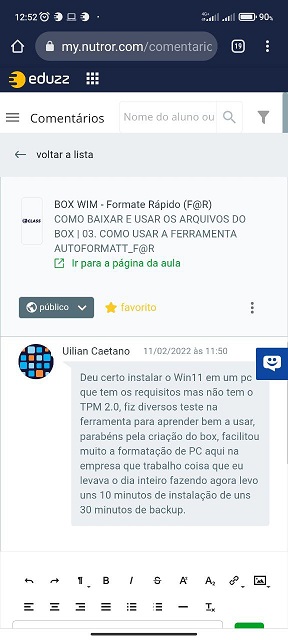 12:52
90%
my.nutror.com/comentaric
19
eduzz
Comentários
Nome do aluno ou
voltar a lista
CLASS
BOX WIM - Formate Rápido (F@R)
COMO BAIXAR E USAR OS ARQUIVOS DO
BOX | 03. COMO USAR A FERRAMENTA
AUTOFORMATT_F@R
Ir para a página da aula
público
favorito
Uilian Caetano 11/02/2022 às 11:50
Deu certo instalar o Win11 em um pc
que tem os requisitos mas não tem o
TPM 2.0, fiz diversos teste na
ferramenta para aprender bem a usar,
parabéns pela criação do box, facilitou
muito a formatação de PC aqui na
empresa que trabalho coisa que eu
levava o dia inteiro fazendo agora levo
uns 10 minutos de instalação de uns
30 minutos de backup.